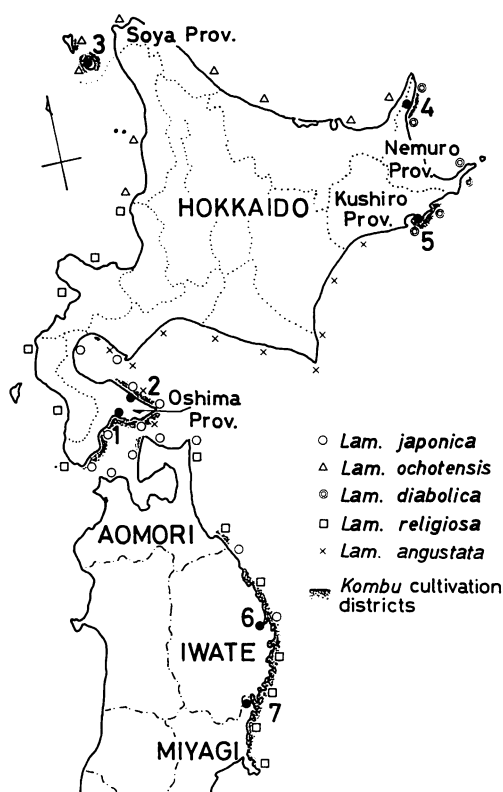 Soya Prov.
3
4
Nemuro
Prov.
HOKKAIDO
Kushiro
Prov.
5
2
Oshima
Prov.
1
Lam. japonica
Lam. ochotensis
Lam. diabolica
Lam. religiosa
Lam. angustata
Kombu cultivation
districts
AOMORI
6
IWATE
7
MIYAGI